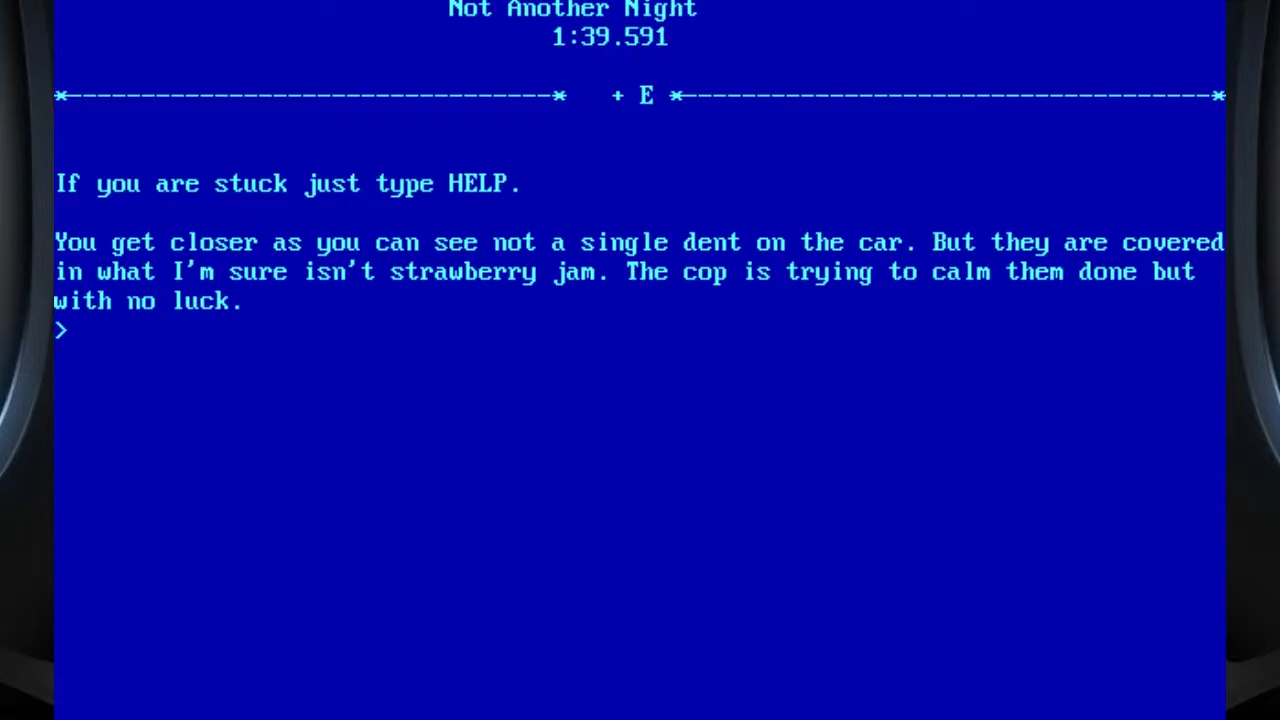 Not Another Night
1:39.591
*-----------------------------------* + E *--------------------------------------*
If you are stuck just type HELP.
You get closer as you can see not a single dent on the car. But they are covered
in what I'm sure isn't strawberry jam. The cop is trying to calm them done but
with no luck.
>